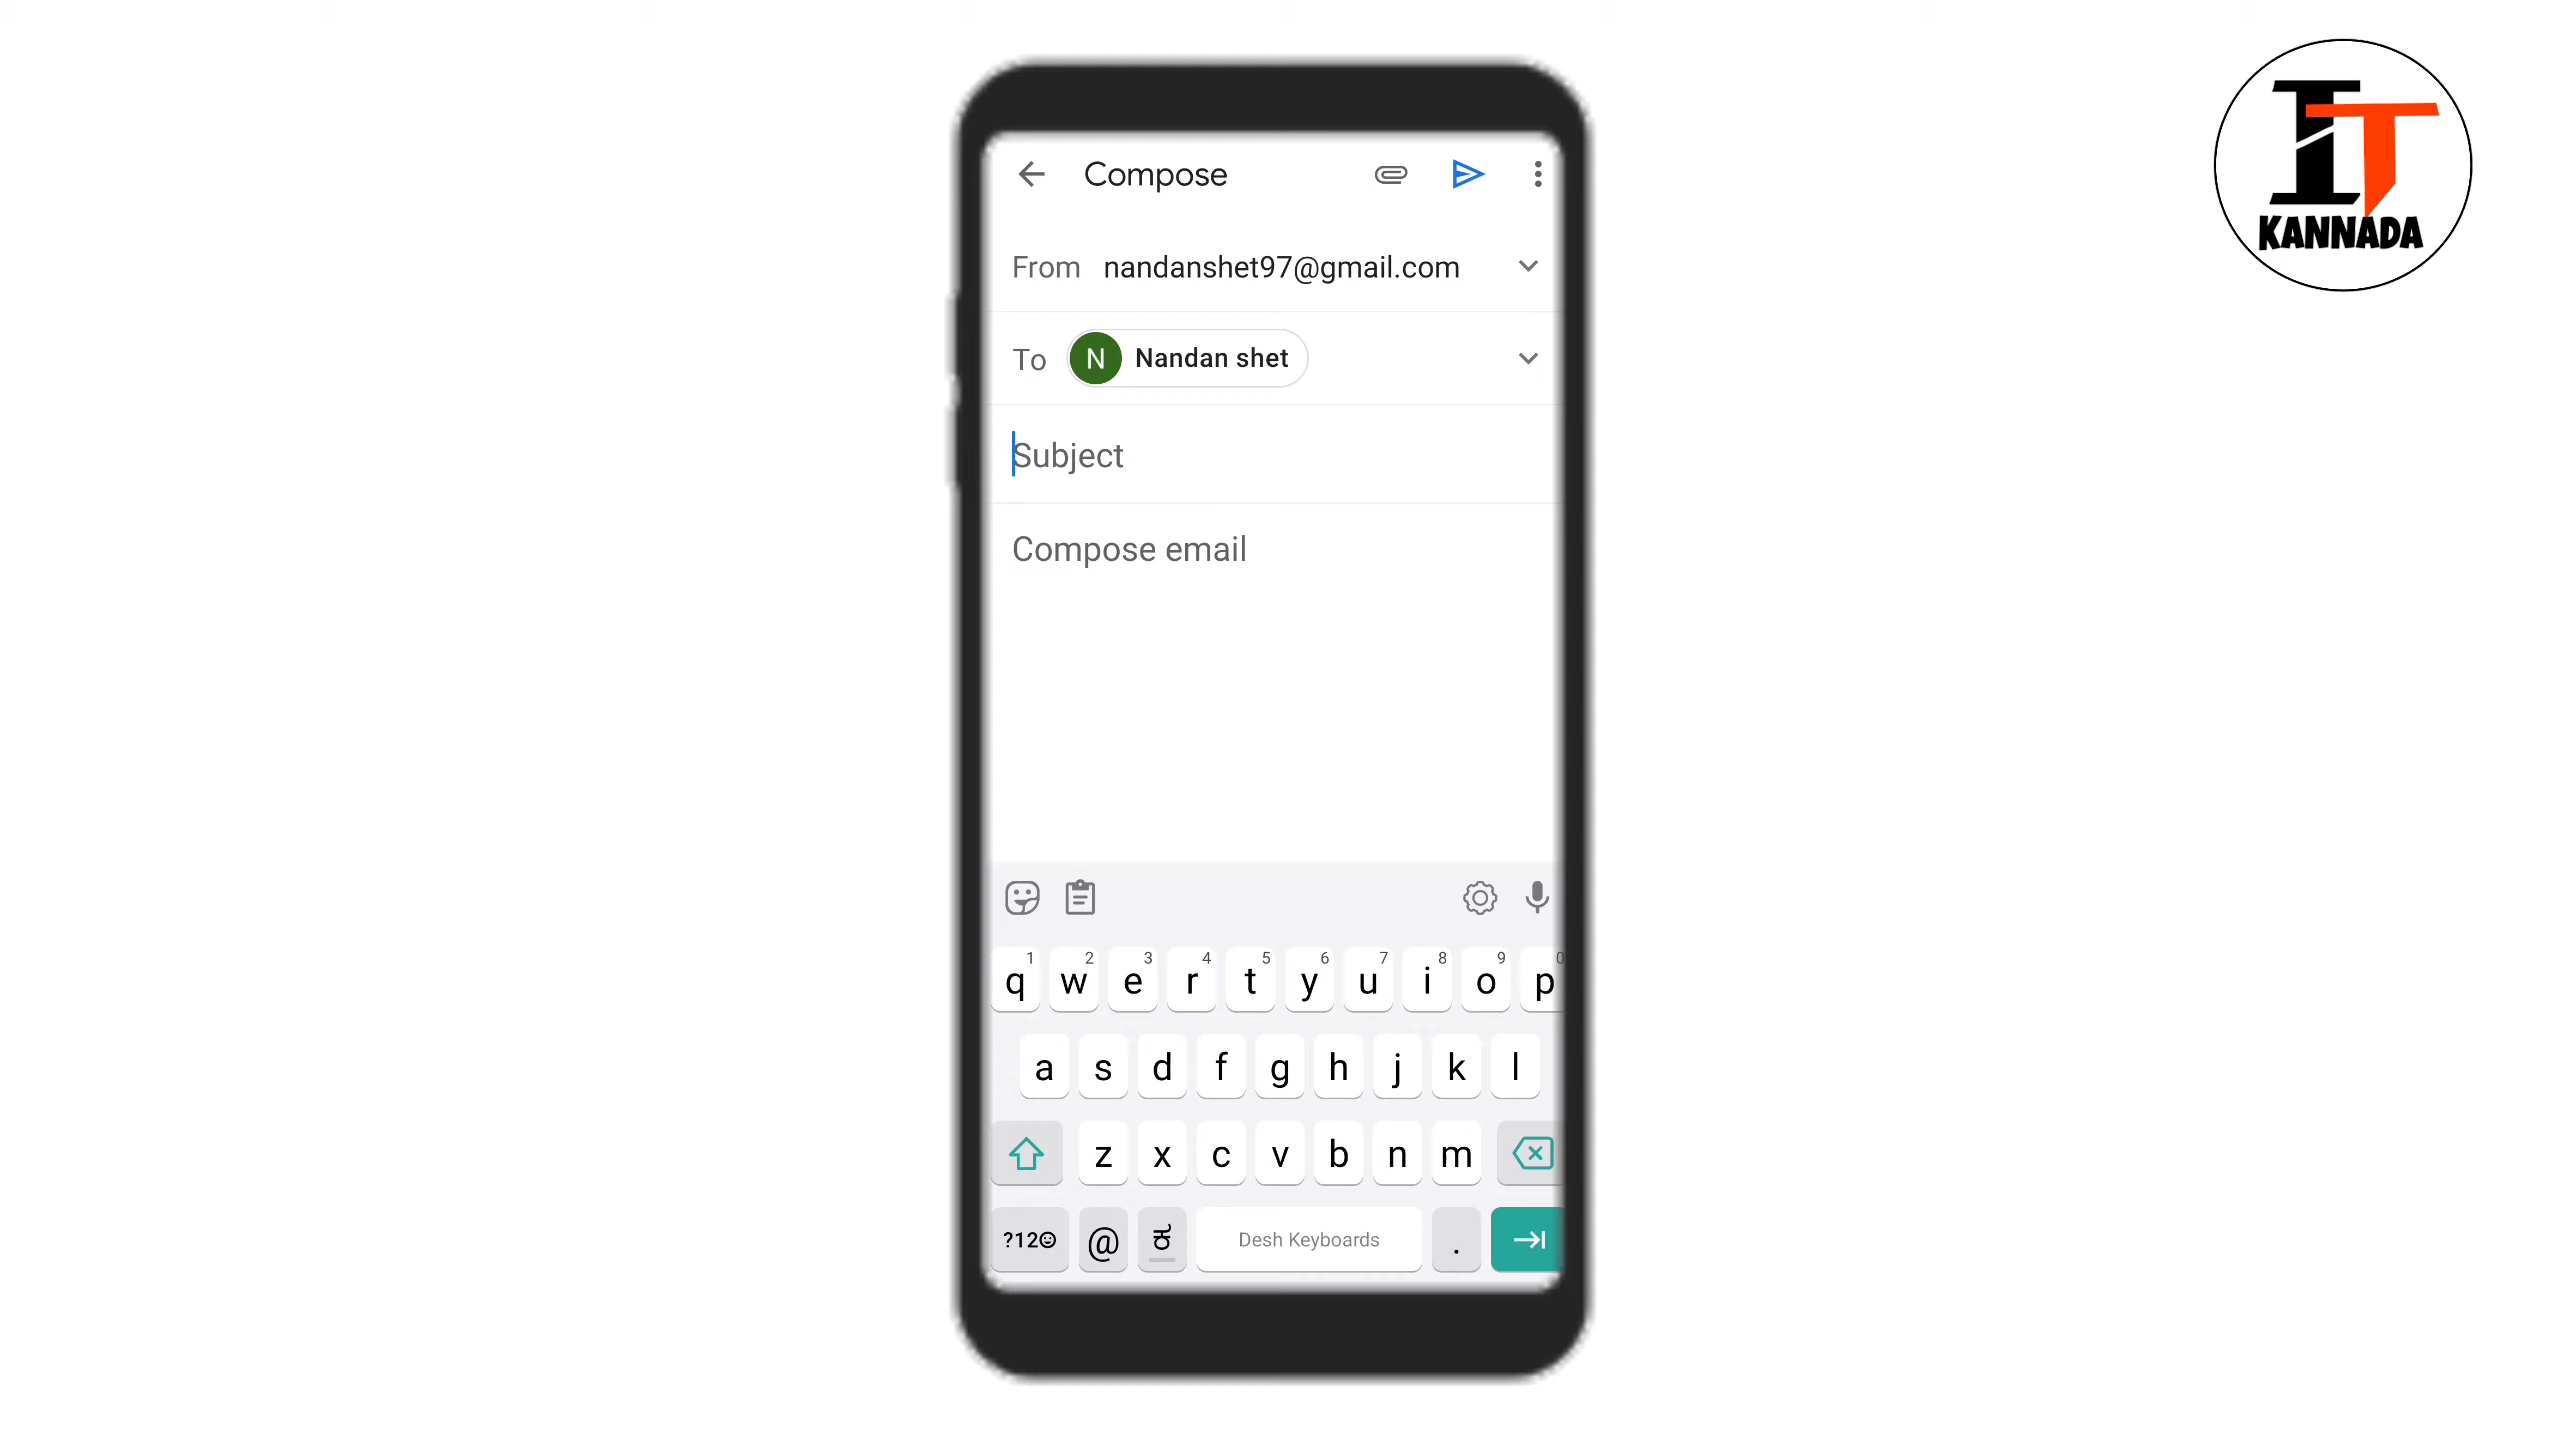 IT
KANNADA
Compose
From nandanshet97@gmail.com
To N Nandan shet
Subject
Compose email
1 2 3 4 5 6 7 8 9 0
q w e r t y u i o p
a s d f g h j k l
z x c v b n m
?12☺ @ ಕ Desh Keyboards .